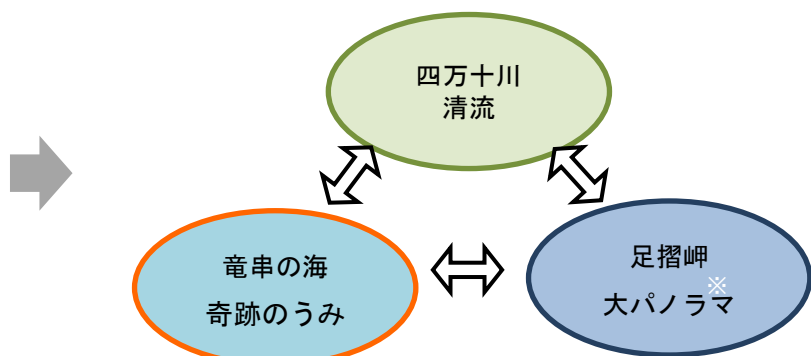 四万十川
清流
竜串の海
奇跡のうみ
足摺岬
大パノラマ※